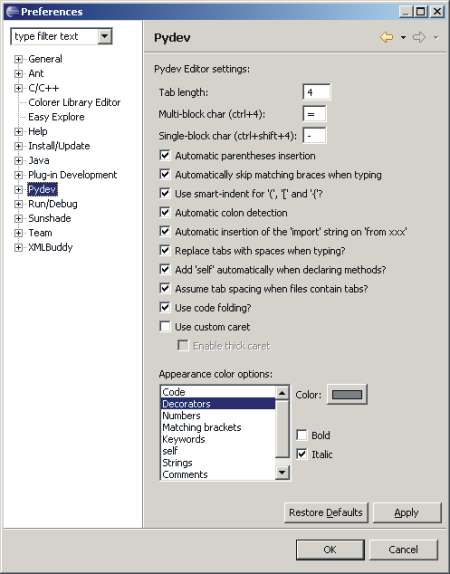 Preferences
type filter text
General
Ant
C/C++
Colorer Library Editor
Easy Explore
Help
Install/Update
Java
Plug-in Development
Pydev
Run/Debug
Sunshade
Team
XMLBuddy
Pydev
Pydev Editor settings:
Tab length: 4
Multi-block char (ctrl+4): =
Single-block char (ctrl+shift+4): -
Automatic parentheses insertion
Automatically skip matching braces when typing
Use smart-indent for '(', '[' and '{'?
Automatic colon detection
Automatic insertion of the 'import' string on 'from xxx'
Replace tabs with spaces when typing?
Add 'self' automatically when declaring methods?
Assume tab spacing when files contain tabs?
Use code folding?
Use custom caret
Enable thick caret
Appearance color options:
Code
Decorators
Numbers
Matching brackets
Keywords
self
Strings
Comments
Color:
Bold
Italic
Restore Defaults Apply
OK Cancel